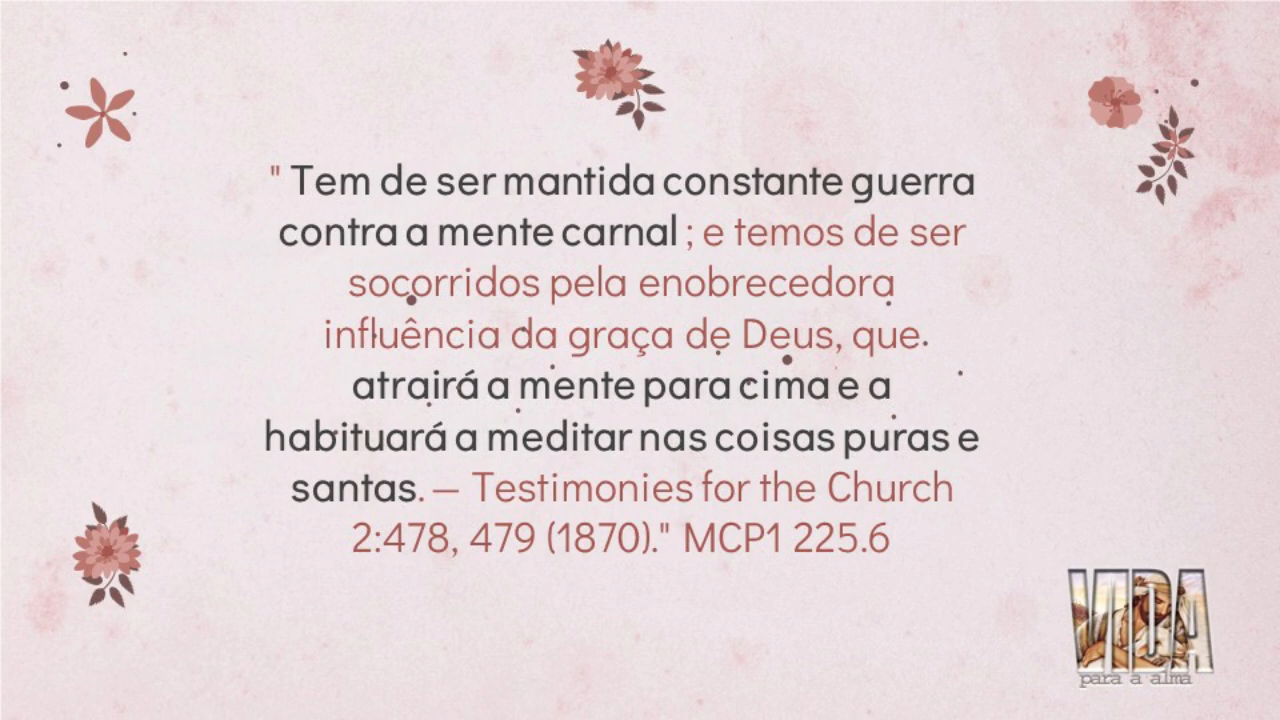 " Tem de ser mantida constante guerra
contra a mente carnal ; e temos de ser
socorridos pela enobrecedora
influência da graça de Deus, que
atrairá a mente para cima e a
habituará a meditar nas coisas puras e
santas. — Testimonies for the Church
2:478, 479 (1870)." MCP1 225.6
VIDA
para a alma